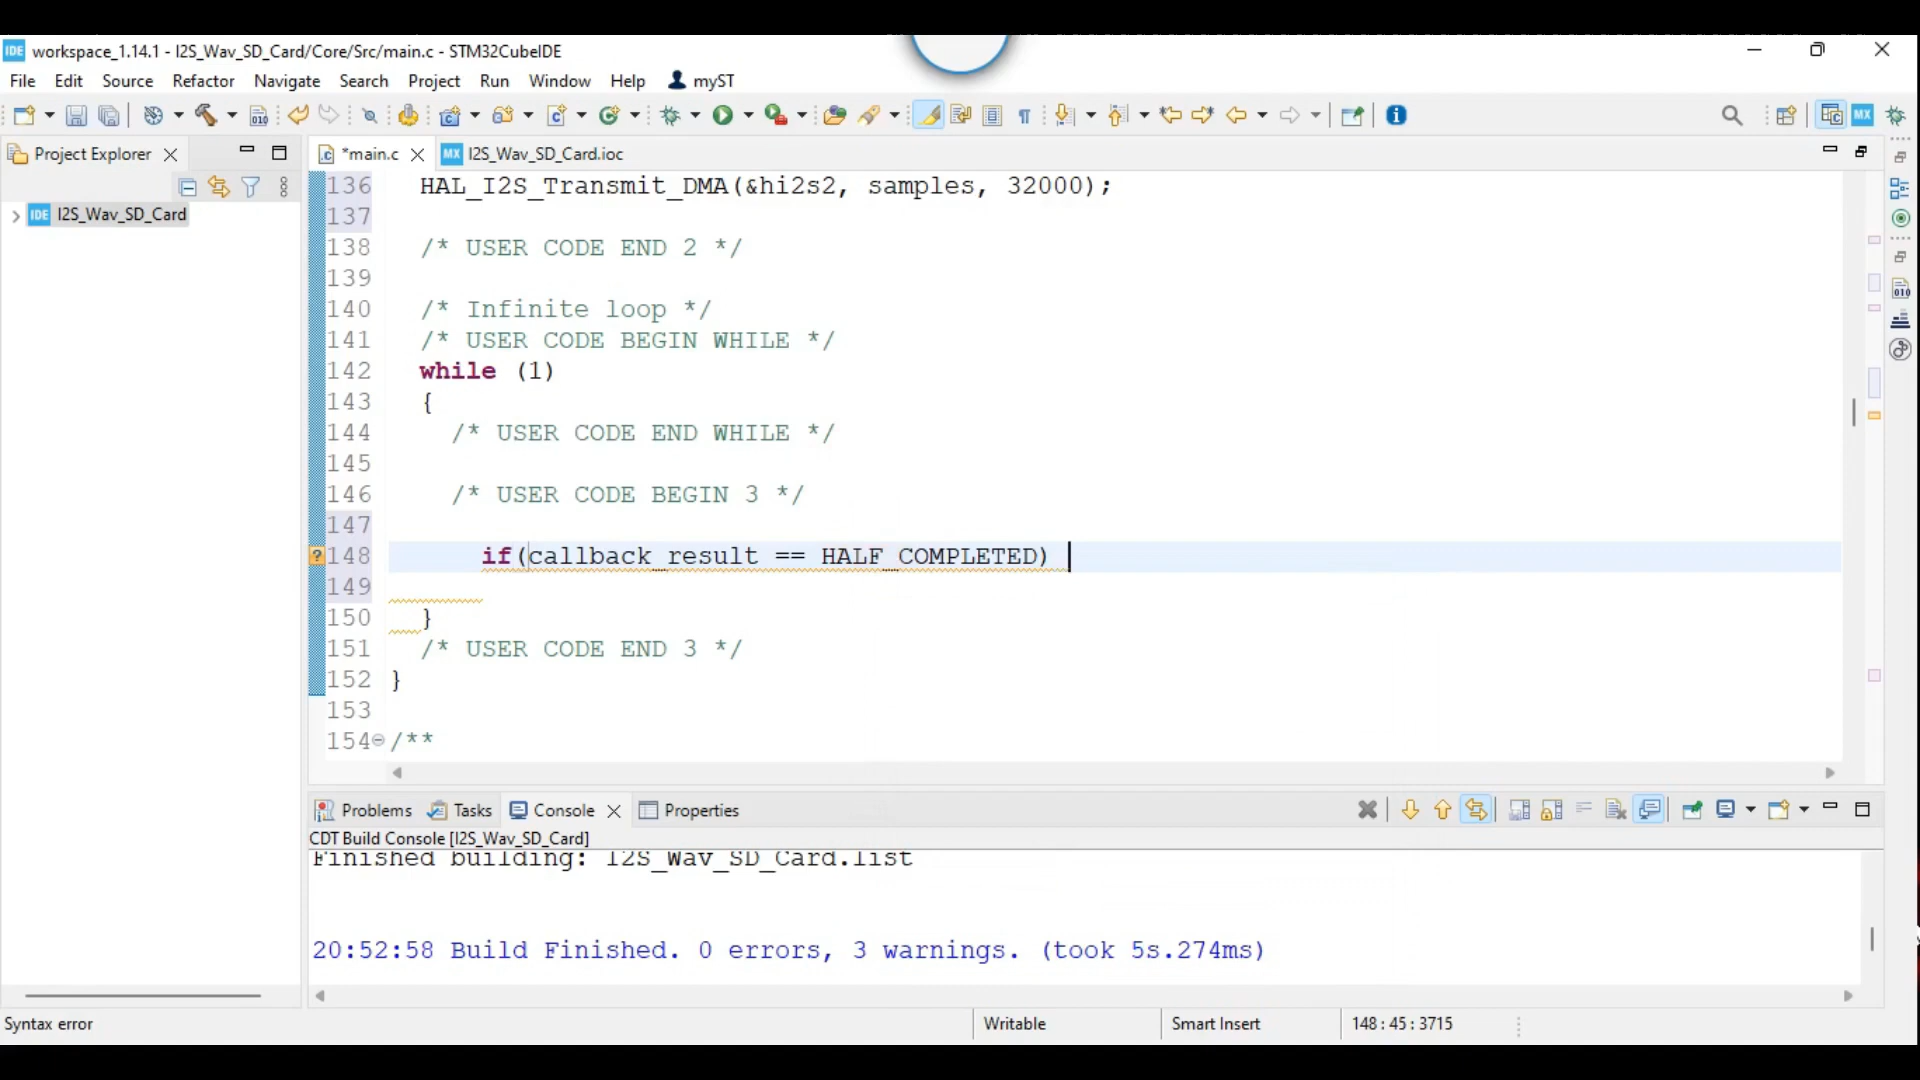 IDE workspace_1.14.1 - I2S_Wav_SD_Card/Core/Src/main.c - STM32CubeIDE
File Edit Source Refactor Navigate Search Project Run Window Help myST
Project Explorer
*main.c
MX I2S_Wav_SD_Card.ioc
IDE I2S_Wav_SD_Card
136 HAL_I2S_Transmit_DMA(&hi2s2, samples, 32000);
137
138 /* USER CODE END 2 */
139
140 /* Infinite loop */
141 /* USER CODE BEGIN WHILE */
142 while (1)
143 {
144 /* USER CODE END WHILE */
145
146 /* USER CODE BEGIN 3 */
147
148 if(callback_result == HALF_COMPLETED)
149
150 }
151 /* USER CODE END 3 */
152 }
153
154 /**
Problems Tasks Console Properties
CDT Build Console [I2S_Wav_SD_Card]
Finished building: I2S_Wav_SD_Card.list
20:52:58 Build Finished. 0 errors, 3 warnings. (took 5s.274ms)
Syntax error Writable Smart Insert 148 : 45 : 3715